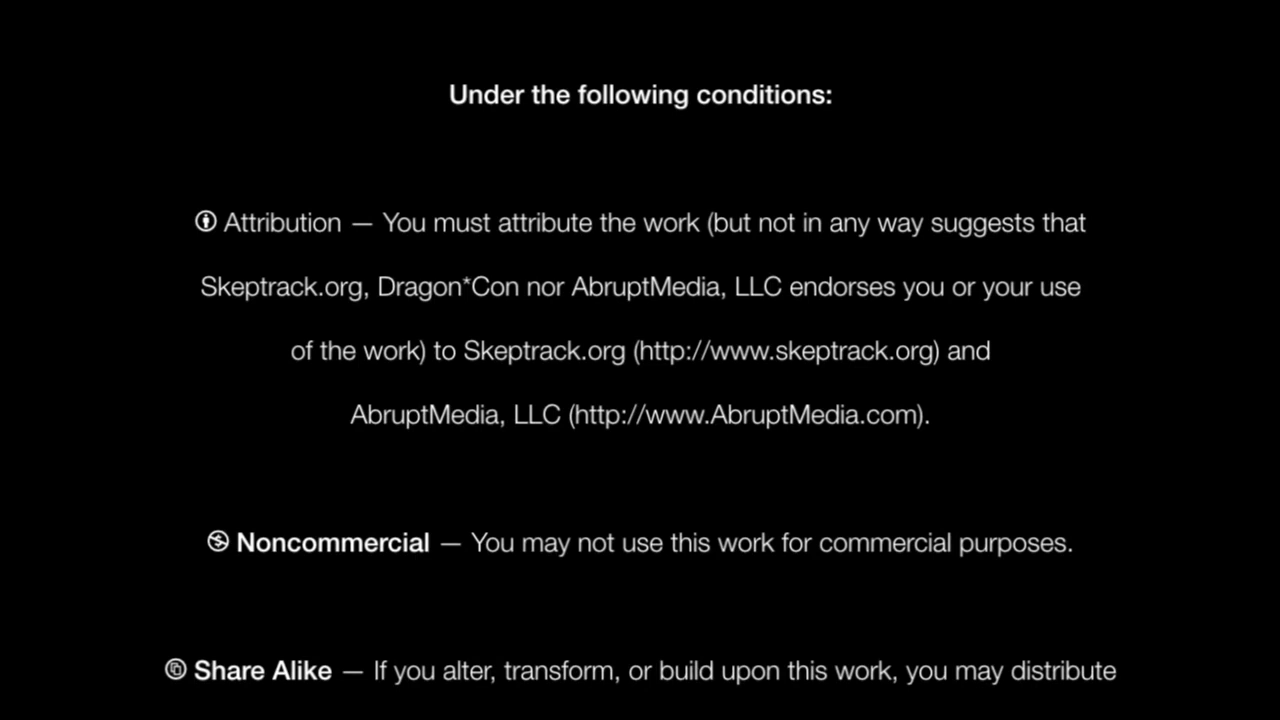 Under the following conditions:
Attribution — You must attribute the work (but not in any way suggests that
Skeptrack.org, Dragon*Con nor AbruptMedia, LLC endorses you or your use
of the work) to Skeptrack.org (http://www.skeptrack.org) and
AbruptMedia, LLC (http://www.AbruptMedia.com).
Noncommercial — You may not use this work for commercial purposes.
Share Alike — If you alter, transform, or build upon this work, you may distribute